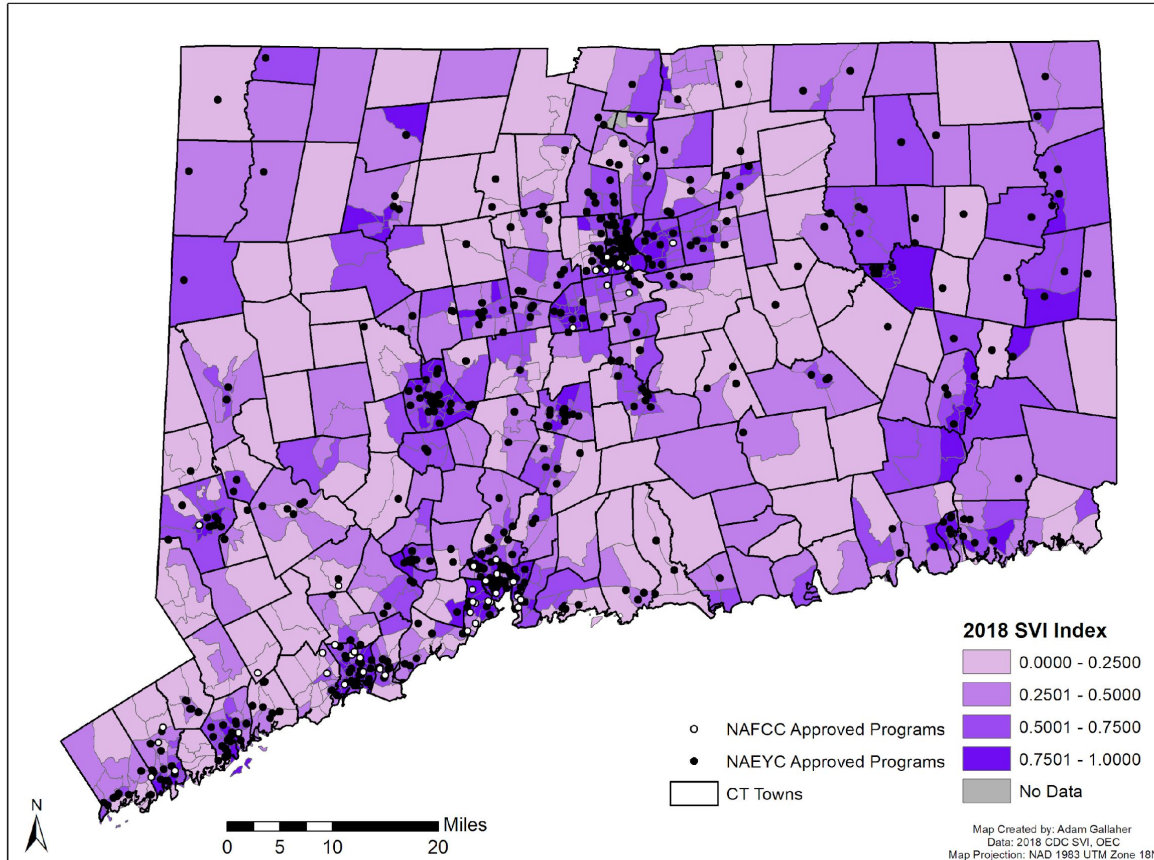 2018 SVI Index
0.0000 - 0.2500
0.2501 - 0.5000
0.5001 - 0.7500
0.7501 - 1.0000
No Data
NAFCC Approved Programs
NAEYC Approved Programs
CT Towns
N
Miles
0 5 10 20
Map Created by: Adam Gallaher
Data: 2018 CDC SVI, OEC
Map Projection: NAD 1983 UTM Zone 18N